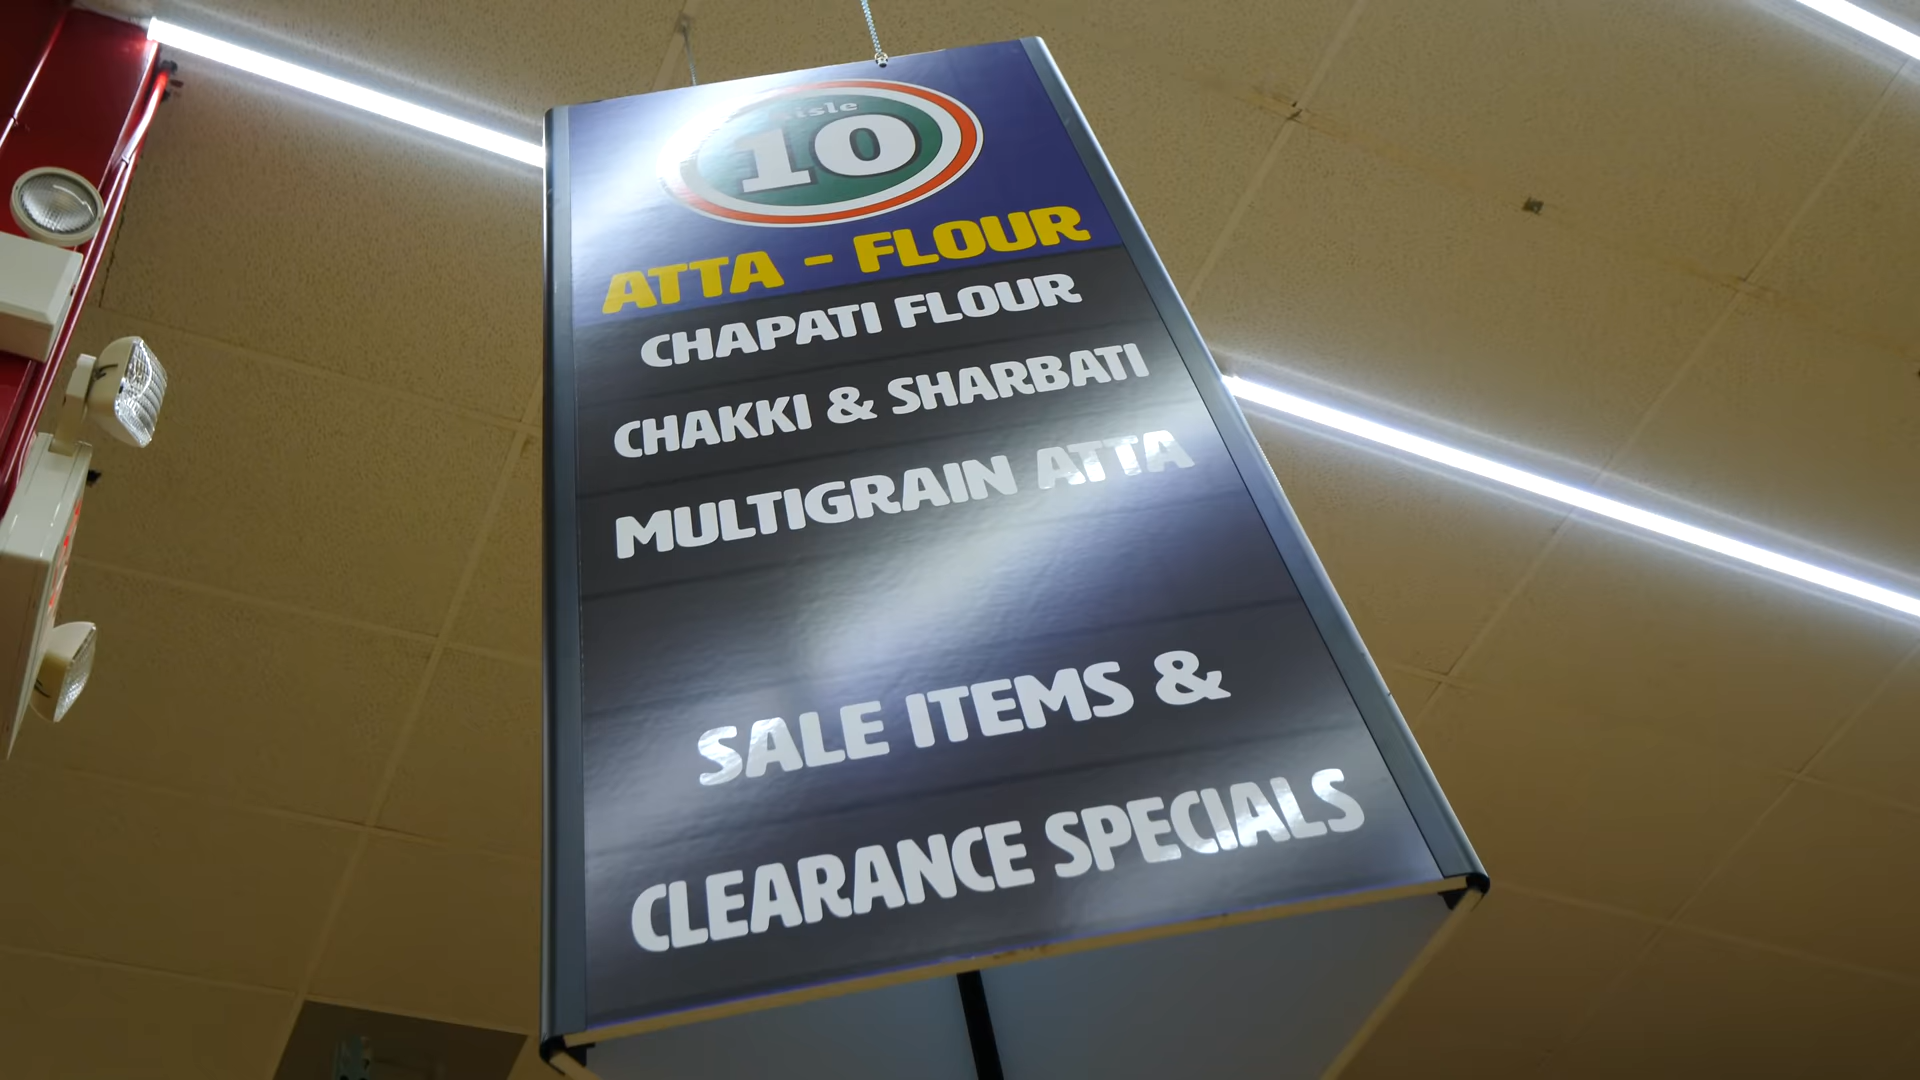 aisle
10
ATTA - FLOUR
CHAPATI FLOUR
CHAKKI & SHARBATI
MULTIGRAIN ATTA
SALE ITEMS &
CLEARANCE SPECIALS